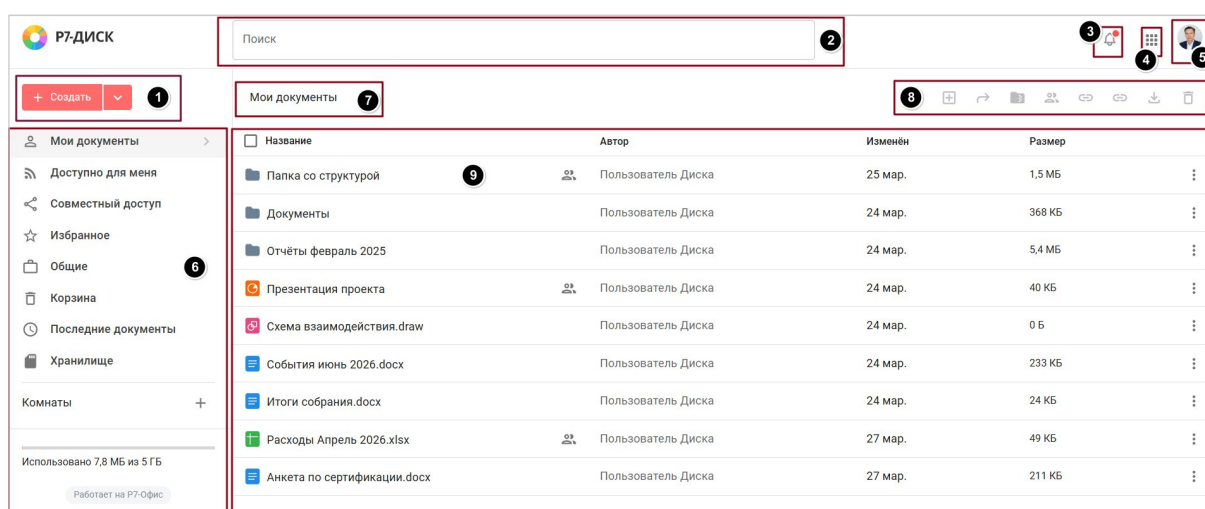 Р7-ДИСК
Поиск
2
3
4
5
+ Создать
1
Мои документы
7
8
Мои документы
Доступно для меня
Совместный доступ
Избранное
Общие
6
Корзина
Последние документы
Хранилище
Комнаты +
Использовано 7,8 МБ из 5 ГБ
Работает на Р7-Офис
Название Автор Изменён Размер
Папка со структурой 9 Пользователь Диска 25 мар. 1,5 МБ
Документы Пользователь Диска 24 мар. 368 КБ
Отчёты февраль 2025 Пользователь Диска 24 мар. 5,4 МБ
Презентация проекта Пользователь Диска 24 мар. 40 КБ
Схема взаимодействия.draw Пользователь Диска 24 мар. 0 Б
События июнь 2026.docx Пользователь Диска 24 мар. 233 КБ
Итоги собрания.docx Пользователь Диска 24 мар. 24 КБ
Расходы Апрель 2026.xlsx Пользователь Диска 27 мар. 49 КБ
Анкета по сертификации.docx Пользователь Диска 27 мар. 211 КБ